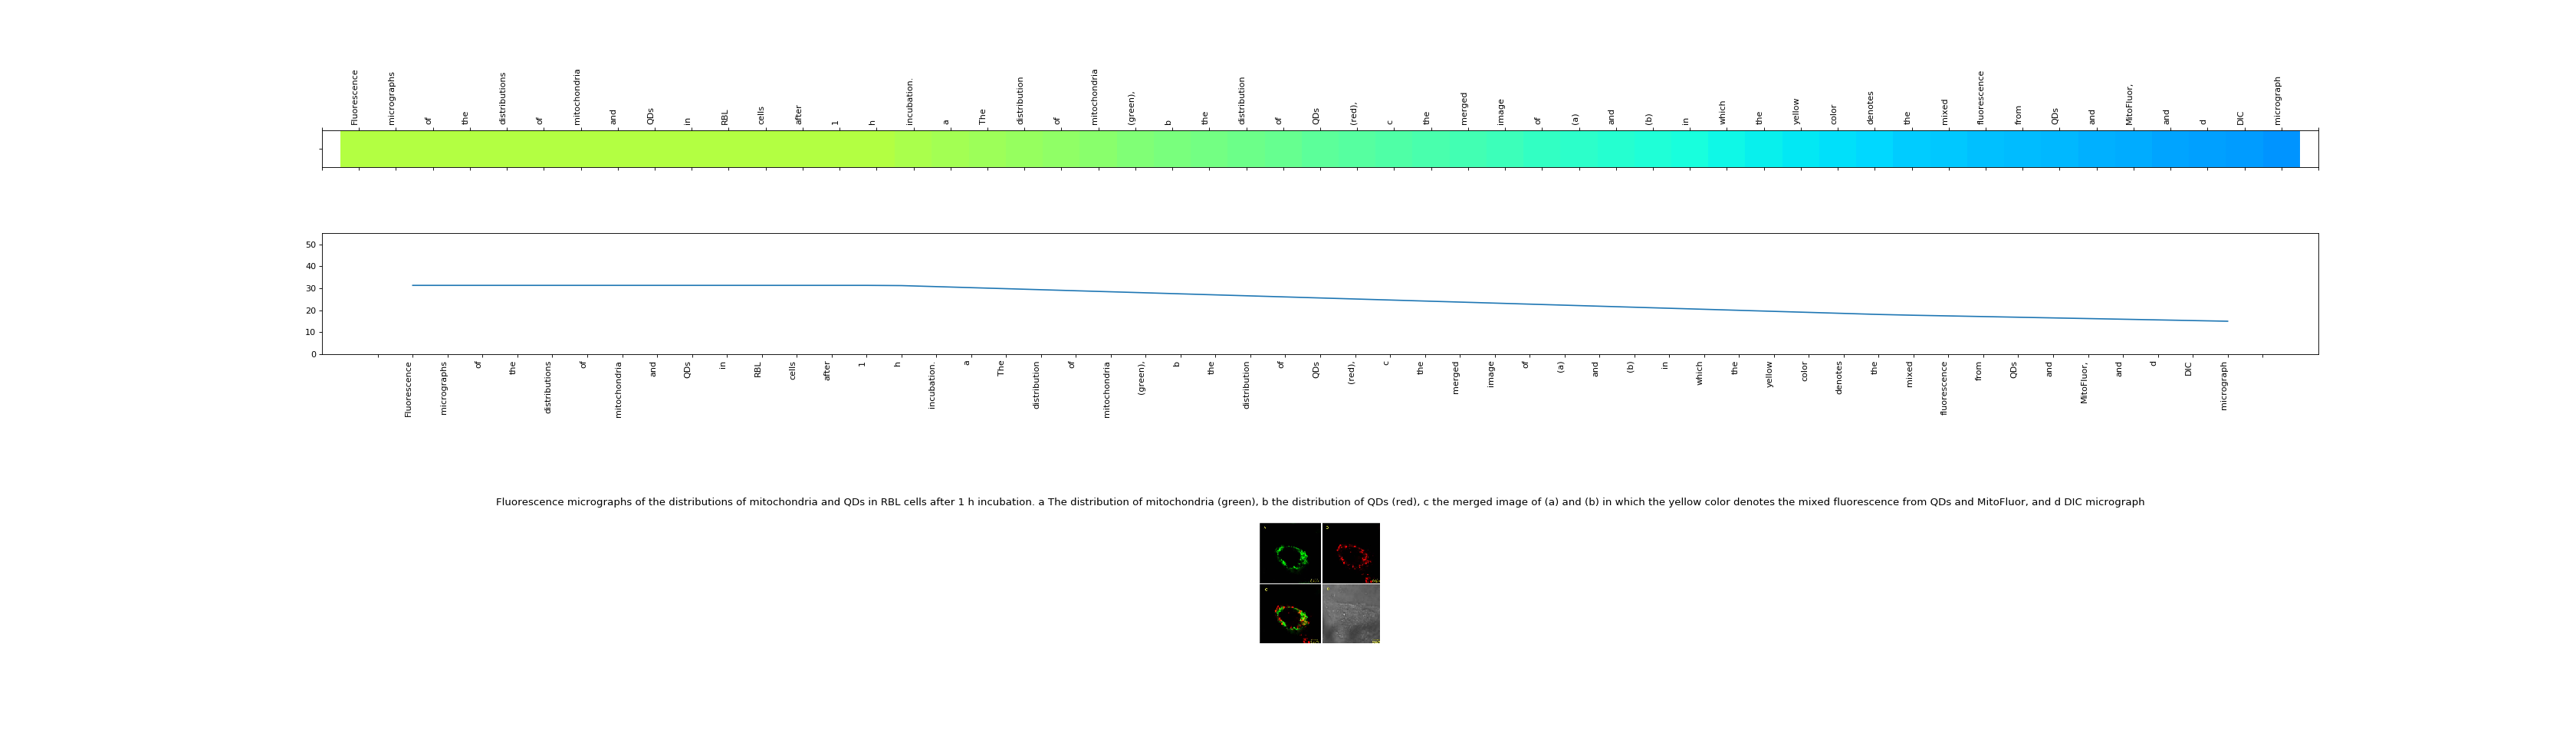 Fluorescence micrographs of the distributions of mitochondria and QDs in RBL cells after 1 h incubation. a The distribution of mitochondria (green), b the distribution of QDs (red), c the merged image of (a) and (b) in which the yellow color denotes the mixed fluorescence from QDs and MitoFluor, and d DIC micrograph
50
40
30
20
10
0
Fluorescence micrographs of the distributions of mitochondria and QDs in RBL cells after 1 h incubation. a The distribution of mitochondria (green), b the distribution of QDs (red), c the merged image of (a) and (b) in which the yellow color denotes the mixed fluorescence from QDs and MitoFluor, and d DIC micrograph
Fluorescence micrographs of the distributions of mitochondria and QDs in RBL cells after 1 h incubation. a The distribution of mitochondria (green), b the distribution of QDs (red), c the merged image of (a) and (b) in which the yellow color denotes the mixed fluorescence from QDs and MitoFluor, and d DIC micrograph